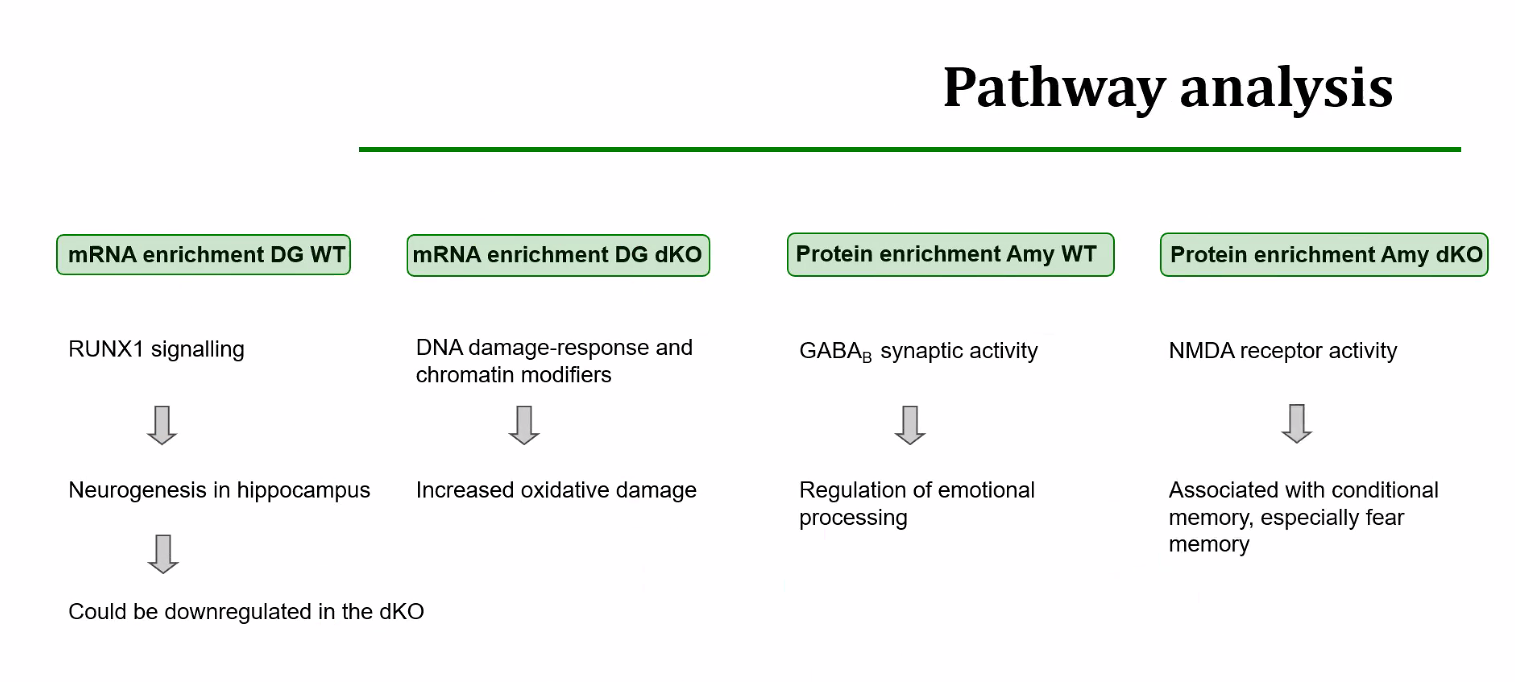 Pathway analysis
mRNA enrichment DG WT
mRNA enrichment DG dKO
Protein enrichment Amy WT
Protein enrichment Amy dKO
RUNX1 signalling
Neurogenesis in hippocampus
Could be downregulated in the dKO
DNA damage-response and
chromatin modifiers
Increased oxidative damage
GABAB synaptic activity
Regulation of emotional
processing
NMDA receptor activity
Associated with conditional
memory, especially fear
memory